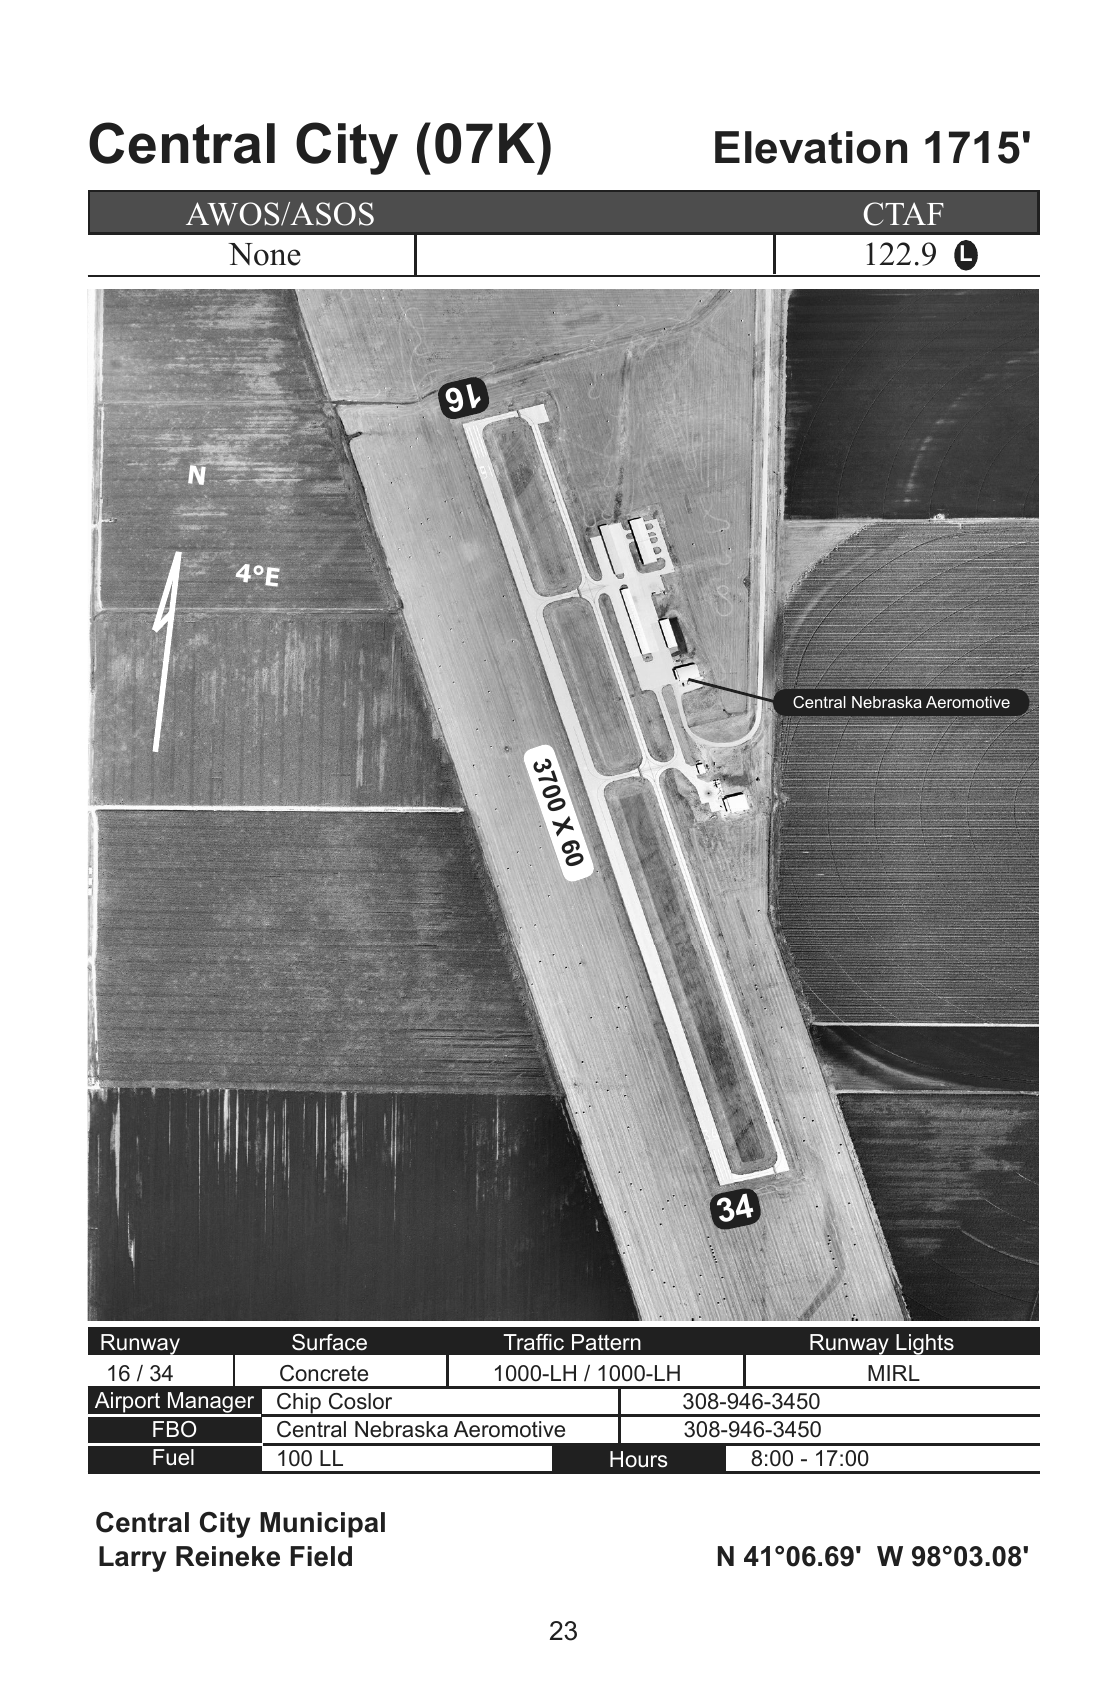 Central City (07K) Elevation 1715'
AWOS/ASOS CTAF
None 122.9 L
16
N
4°E
Central Nebraska Aeromotive
3700 X 60
34
Runway Surface Traffic Pattern Runway Lights
16 / 34 Concrete 1000-LH / 1000-LH MIRL
Airport Manager Chip Coslor 308-946-3450
FBO Central Nebraska Aeromotive 308-946-3450
Fuel 100 LL Hours 8:00 - 17:00
Central City Municipal
Larry Reineke Field N 41°06.69' W 98°03.08'
23